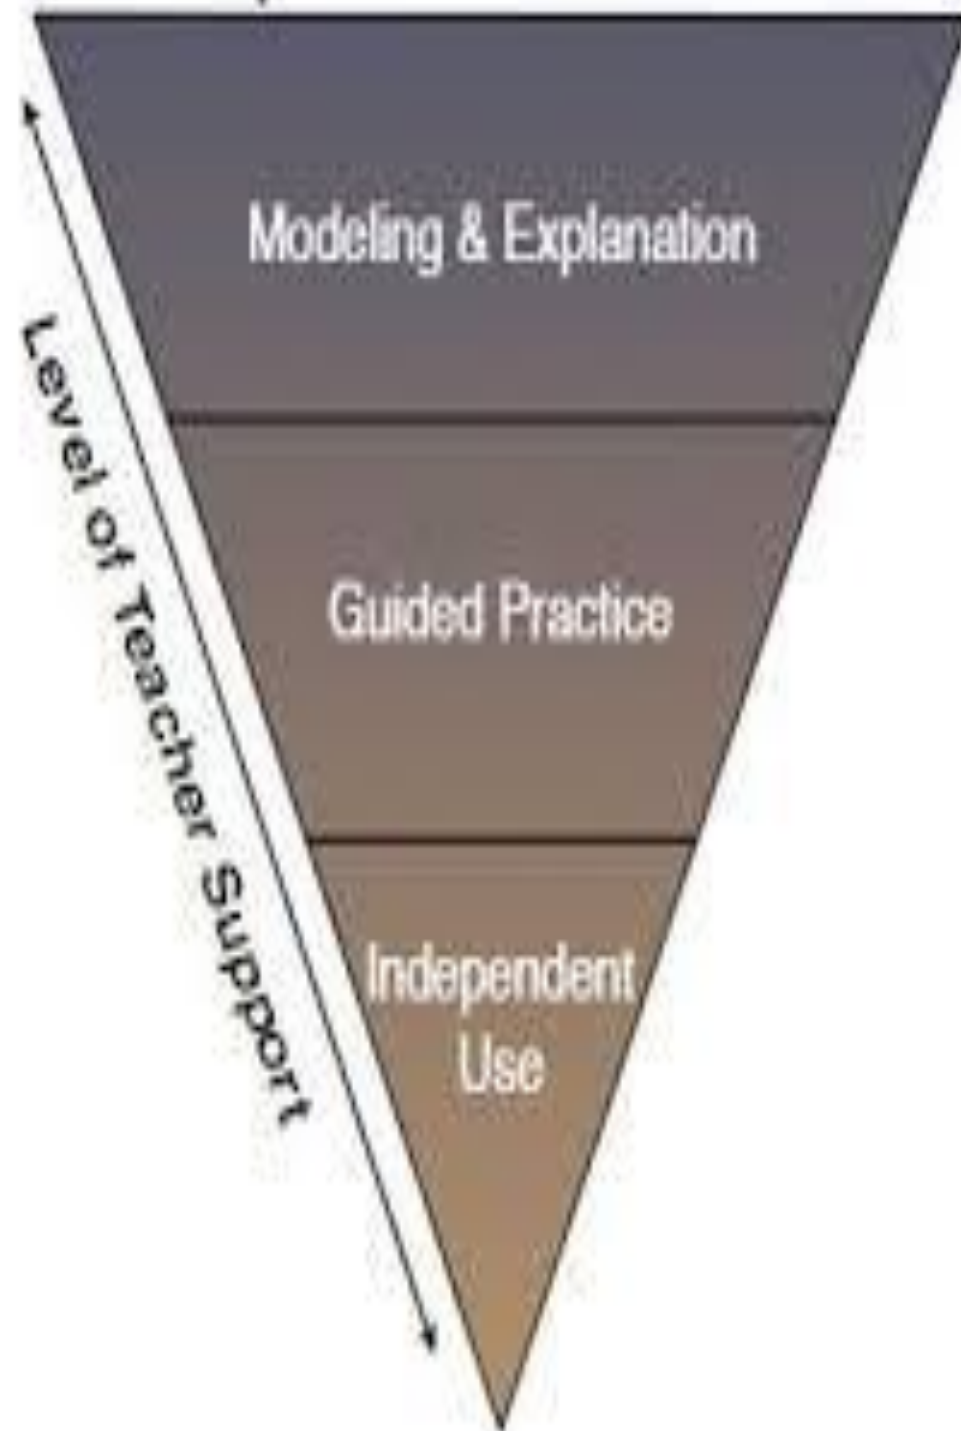 Modeling & Explanation
Guided Practice
Independent
Use
Level of Teacher Support